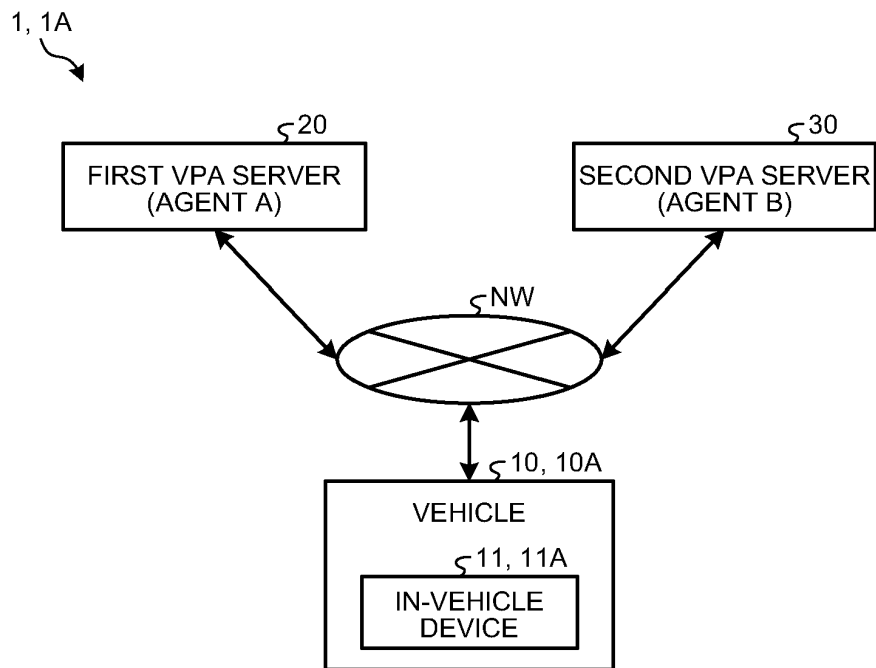 1, 1A
20
FIRST VPA SERVER
(AGENT A)
30
SECOND VPA SERVER
(AGENT B)
NW
10, 10A
VEHICLE
11, 11A
IN-VEHICLE
DEVICE